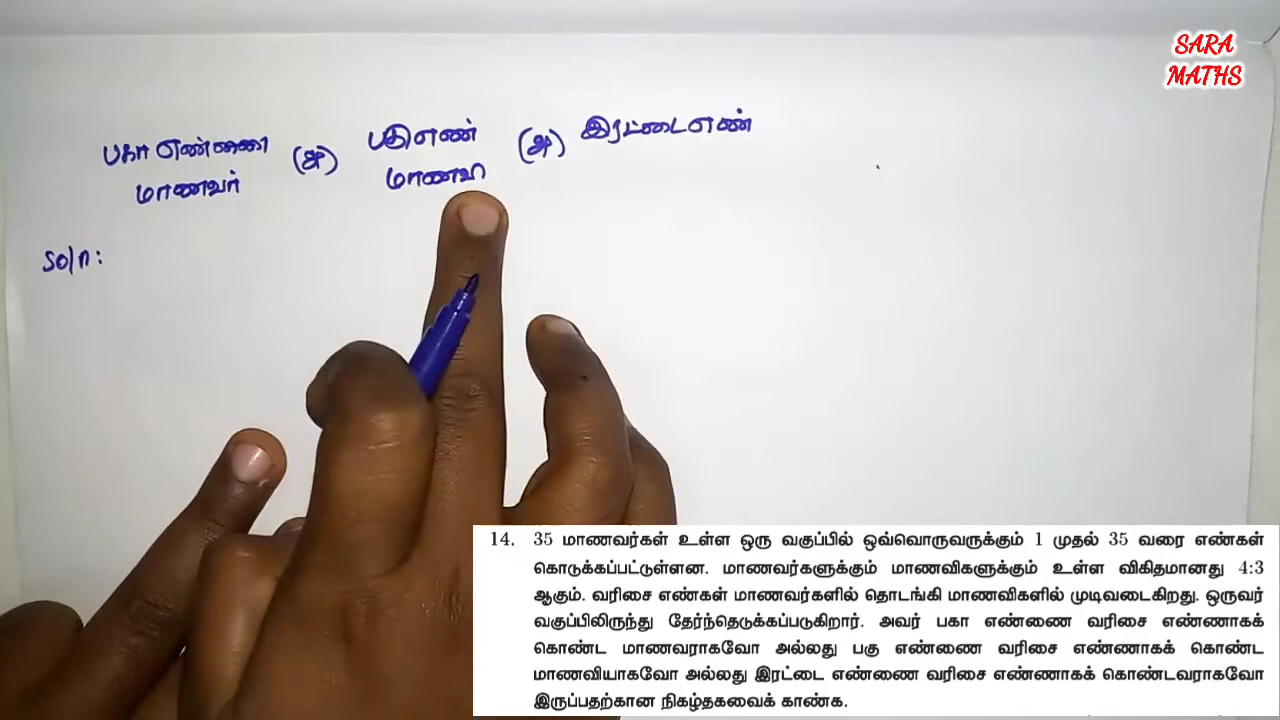 SARA
MATHS
பகா எண்ணை (அ) பகு எண் (அ) இரட்டை எண்
மாணவர் மாணவி
Soln:
14. 35 மாணவர்கள் உள்ள ஒரு வகுப்பில் ஒவ்வொருவருக்கும் 1 முதல் 35 வரை எண்கள்
கொடுக்கப்பட்டுள்ளன. மாணவர்களுக்கும் மாணவிகளுக்கும் உள்ள விகிதமானது 4:3
ஆகும். வரிசை எண்கள் மாணவர்களில் தொடங்கி மாணவிகளில் முடிவடைகிறது. ஒருவர்
வகுப்பிலிருந்து தேர்ந்தெடுக்கப்படுகிறார். அவர் பகா எண்ணை வரிசை எண்ணாகக்
கொண்ட மாணவராகவோ அல்லது பகு எண்ணை வரிசை எண்ணாகக் கொண்ட
மாணவியாகவோ அல்லது இரட்டை எண்ணை வரிசை எண்ணாகக் கொண்டவராகவோ
இருப்பதற்கான நிகழ்தகவைக் காண்க.